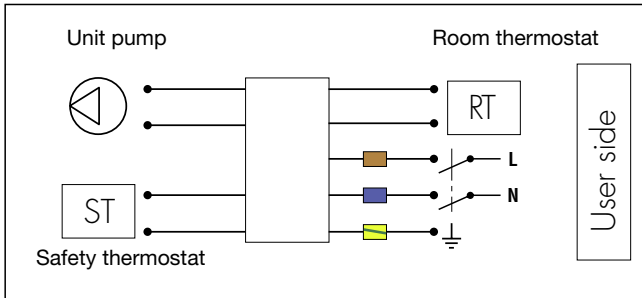 Unit pump
Room thermostat
RT
L
N
ST
Safety thermostat
User side